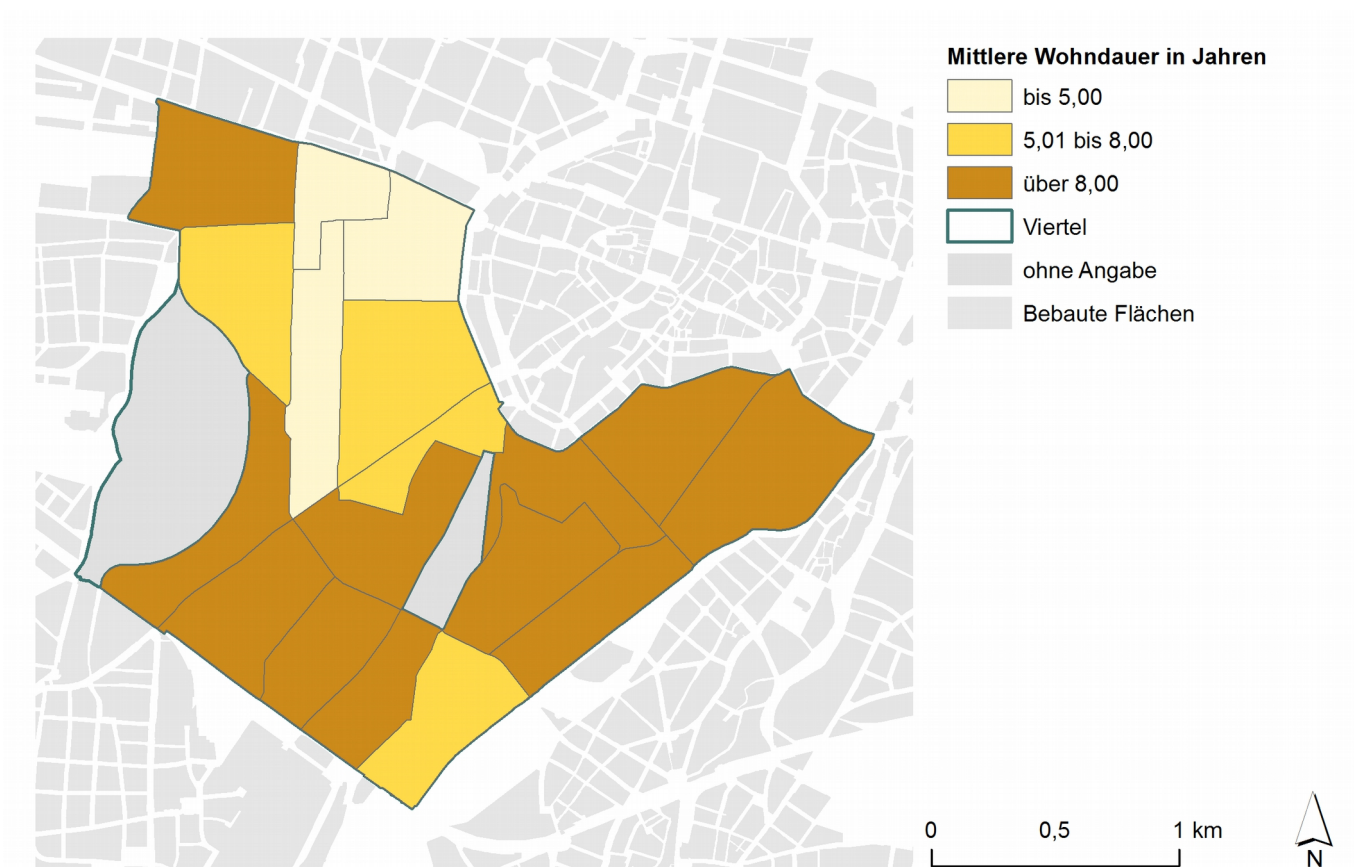 Mittlere Wohndauer in Jahren
bis 5,00
5,01 bis 8,00
über 8,00
Viertel
ohne Angabe
Bebaute Flächen
0 0,5 1 km
N